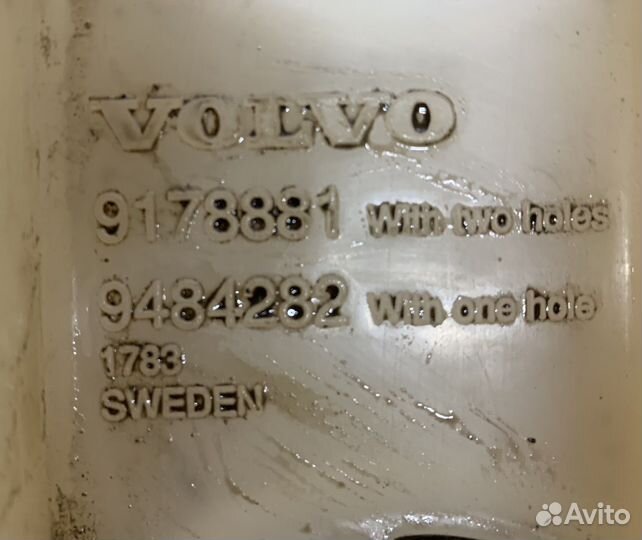 VOLVO
9178881 With two holes
9484282 With one hole
1783
SWEDEN
Avito